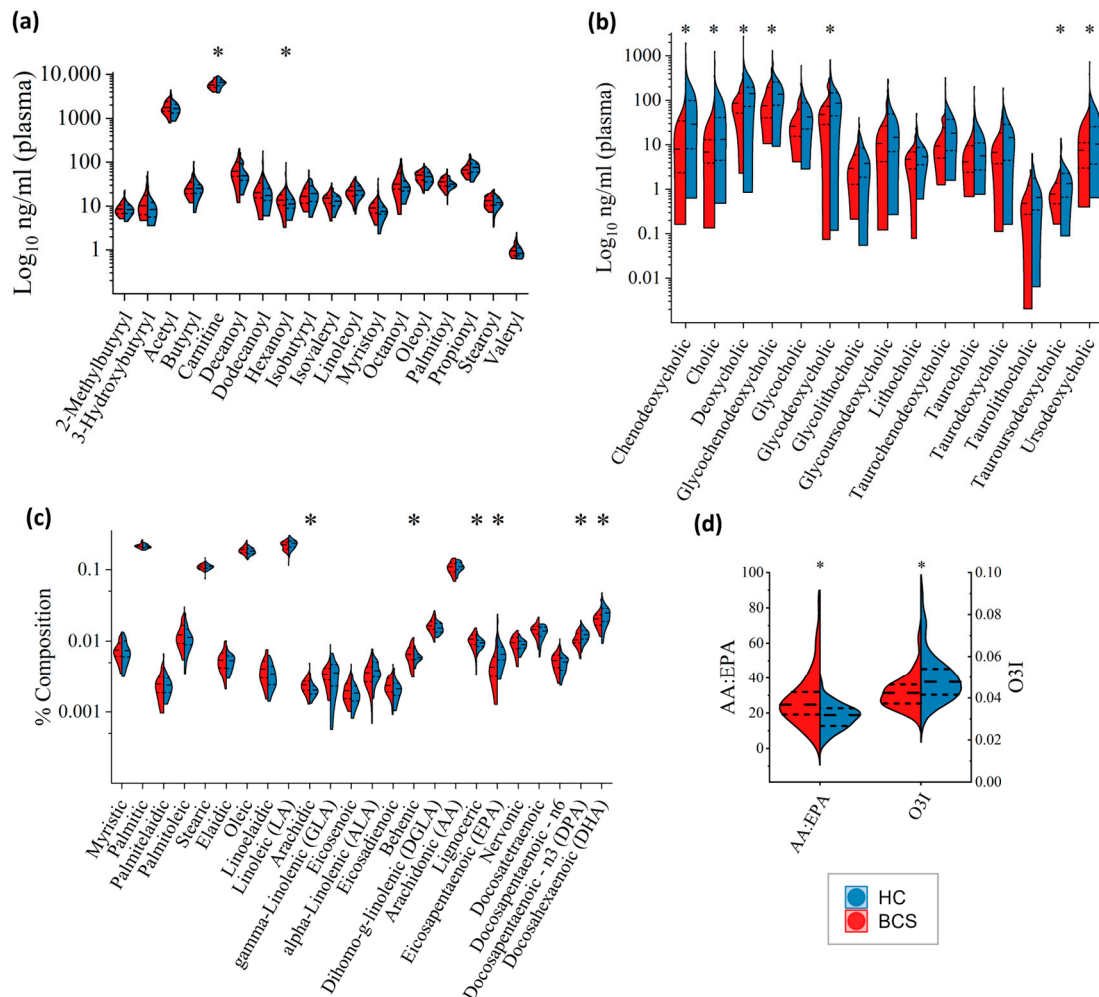 (a)
* *
Log10 ng/ml (plasma)
10,000
1000
100
10
1
2-Methylbutyryl
3-Hydroxybutyryl
Acetyl
Butyryl
Carnitine
Decanoyl
Dodecanoyl
Hexanoyl
Isobutyryl
Isovaleryl
Linoleoyl
Myristoyl
Octanoyl
Oleoyl
Palmitoyl
Propionyl
Stearoyl
Valeryl
(b)
* * * * * * *
Log10 ng/ml (plasma)
1000
100
10
1
0.1
0.01
Chenodeoxycholic
Cholic
Deoxycholic
Glycochenodeoxycholic
Glycocholic
Glycodeoxycholic
Glycolithocholic
Glycoursodeoxycholic
Lithocholic
Taurochenodeoxycholic
Taurocholic
Taurodeoxycholic
Taurolithocholic
Tauroursodeoxycholic
Ursodeoxycholic
(c)
* * * * * *
% Composition
0.1
0.01
0.001
Myristic
Palmitic
Palmitelaidic
Palmitoleic
Stearic
Elaidic
Oleic
Linoelaidic
Linoleic (LA)
Arachidic
gamma-Linolenic (GLA)
Eicosenoic
alpha-Linolenic (ALA)
Eicosadienoic
Behenic
Dihomo-g-linolenic (DGLA)
Arachidonic (AA)
Lignoceric
Eicosapentaenoic (EPA)
Nervonic
Docosatetraenoic
Docosapentaenoic - n6
Docosapentaenoic - n3 (DPA)
Docosahexaenoic (DHA)
(d)
* *
AA:EPA
100
80
60
40
20
0
0.10
0.08
0.06
0.04
0.02
0.00
O3I
AA:EPA
O3I
HC
BCS